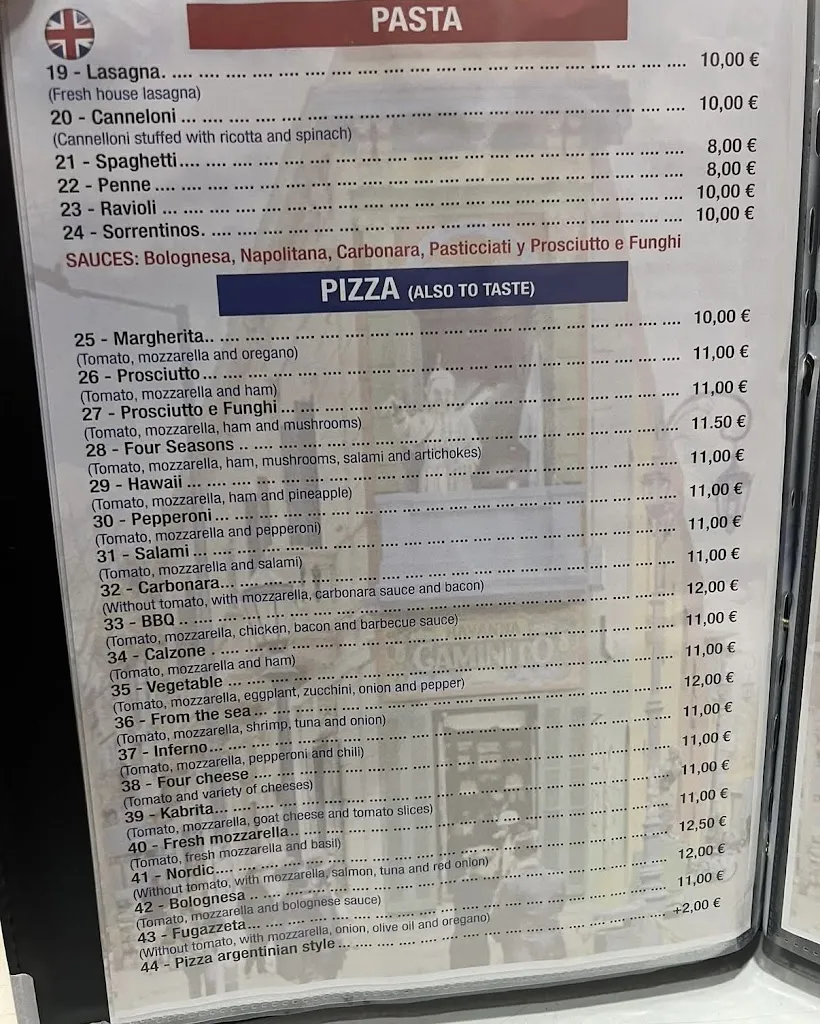 PASTA
19 - Lasagna. .... .... .... .... .... .... .... .... .... .... .... .... 10,00 €
(Fresh house lasagna)
20 - Canneloni ... .... .... .... .... .... .... .... .... .... .... .... 10,00 €
(Cannelloni stuffed with ricotta and spinach)
21 - Spaghetti.... .... .... .... .... .... .... .... .... .... .... .... 8,00 €
22 - Penne .... .... .... .... .... .... .... .... .... .... .... .... 8,00 €
23 - Ravioli ... .... .... .... .... .... .... .... .... .... .... .... 10,00 €
24 - Sorrentinos. .... .... .... .... .... .... .... .... .... .... .... 10,00 €
SAUCES: Bolognesa, Napolitana, Carbonara, Pasticciati y Prosciutto e Funghi
PIZZA (ALSO TO TASTE)
25 - Margherita.. .... .... .... .... .... .... .... .... .... .... .... 10,00 €
(Tomato, mozzarella and oregano)
26 - Prosciutto... .... .... .... .... .... .... .... .... .... .... .... 11,00 €
(Tomato, mozzarella and ham)
27 - Prosciutto e Funghi ... .... .... .... .... .... .... .... .... .... 11,00 €
(Tomato, mozzarella, ham and mushrooms)
28 - Four Seasons .. .... .... .... .... .... .... .... .... .... .... 11.50 €
(Tomato, mozzarella, ham, mushrooms, salami and artichokes)
29 - Hawaii ... .... .... .... .... .... .... .... .... .... .... .... 11,00 €
(Tomato, mozzarella, ham and pineapple)
30 - Pepperoni... .... .... .... .... .... .... .... .... .... .... .... 11,00 €
(Tomato, mozzarella and pepperoni)
31 - Salami ... .... .... .... .... .... .... .... .... .... .... .... 11,00 €
(Tomato, mozzarella and salami)
32 - Carbonara... .... .... .... .... .... .... .... .... .... .... .... 11,00 €
(Without tomato, with mozzarella, carbonara sauce and bacon)
33 - BBQ .. .... .... .... .... .... .... .... .... .... .... .... 12,00 €
(Tomato, mozzarella, chicken, bacon and barbecue sauce)
34 - Calzone . .... .... .... .... .... .... .... .... .... .... .... 11,00 €
(Tomato, mozzarella and ham)
35 - Vegetable ... .... .... .... .... .... .... .... .... .... .... 11,00 €
(Tomato, mozzarella, eggplant, zucchini, onion and pepper)
36 - From the sea ... .... .... .... .... .... .... .... .... .... .... 12,00 €
(Tomato, mozzarella, shrimp, tuna and onion)
37 - Inferno... .... .... .... .... .... .... .... .... .... .... .... 11,00 €
(Tomato, mozzarella, pepperoni and chili)
38 - Four cheese .... .... .... .... .... .... .... .... .... .... .... 11,00 €
(Tomato and variety of cheeses)
39 - Kabrita... .... .... .... .... .... .... .... .... .... .... .... 11,00 €
(Tomato, mozzarella, goat cheese and tomato slices)
40 - Fresh mozzarella.. .... .... .... .... .... .... .... .... .... .... 11,00 €
(Tomato, fresh mozzarella and basil)
41 - Nordic.... .... .... .... .... .... .... .... .... .... .... .... 12,50 €
(Without tomato, with mozzarella, salmon, tuna and red onion)
42 - Bolognesa .. .... .... .... .... .... .... .... .... .... .... .... 12,00 €
(Tomato, mozzarella and bolognese sauce)
43 - Fugazzeta... .... .... .... .... .... .... .... .... .... .... .... 11,00 €
(Without tomato, with mozzarella, onion, olive oil and oregano)
44 - Pizza argentinian style ... .... .... .... .... .... .... .... .... +2,00 €
CAMINITO